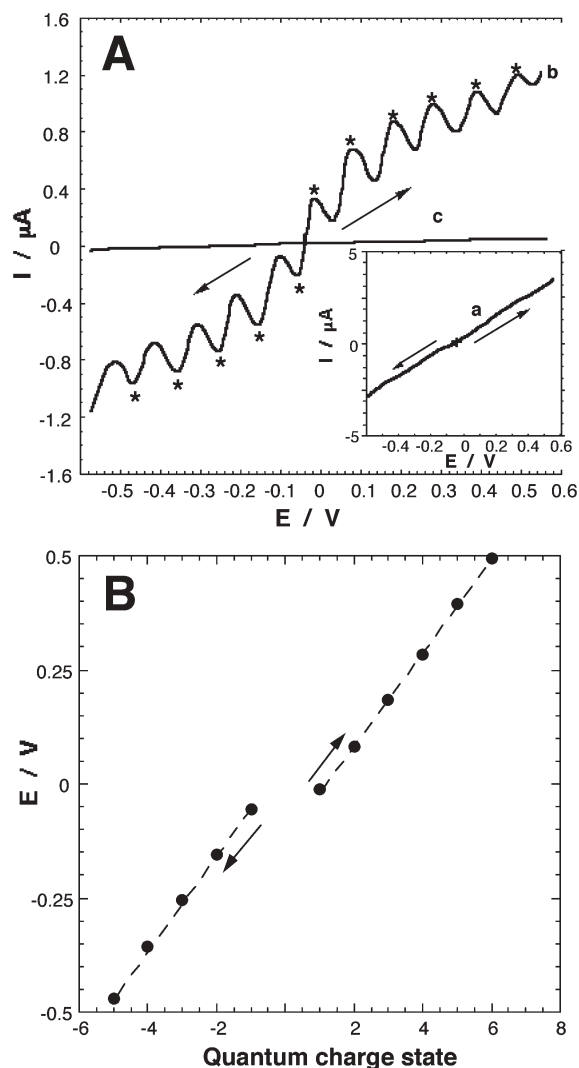 A
I / µA
1.6
1.2
0.8
0.4
0
-0.4
-0.8
-1.2
-1.6
* * * * * *
b
c
* * * * *
-0.5 -0.4 -0.3 -0.2 -0.1 0 0.1 0.2 0.3 0.4 0.5 0.6
E / V
I / µA
5
0
-5
a
*
-0.4 -0.2 0 0.2 0.4 0.6
E / V
B
E / V
0.5
0.25
0
-0.25
-0.5
-6 -4 -2 2 4 6 8
Quantum charge state